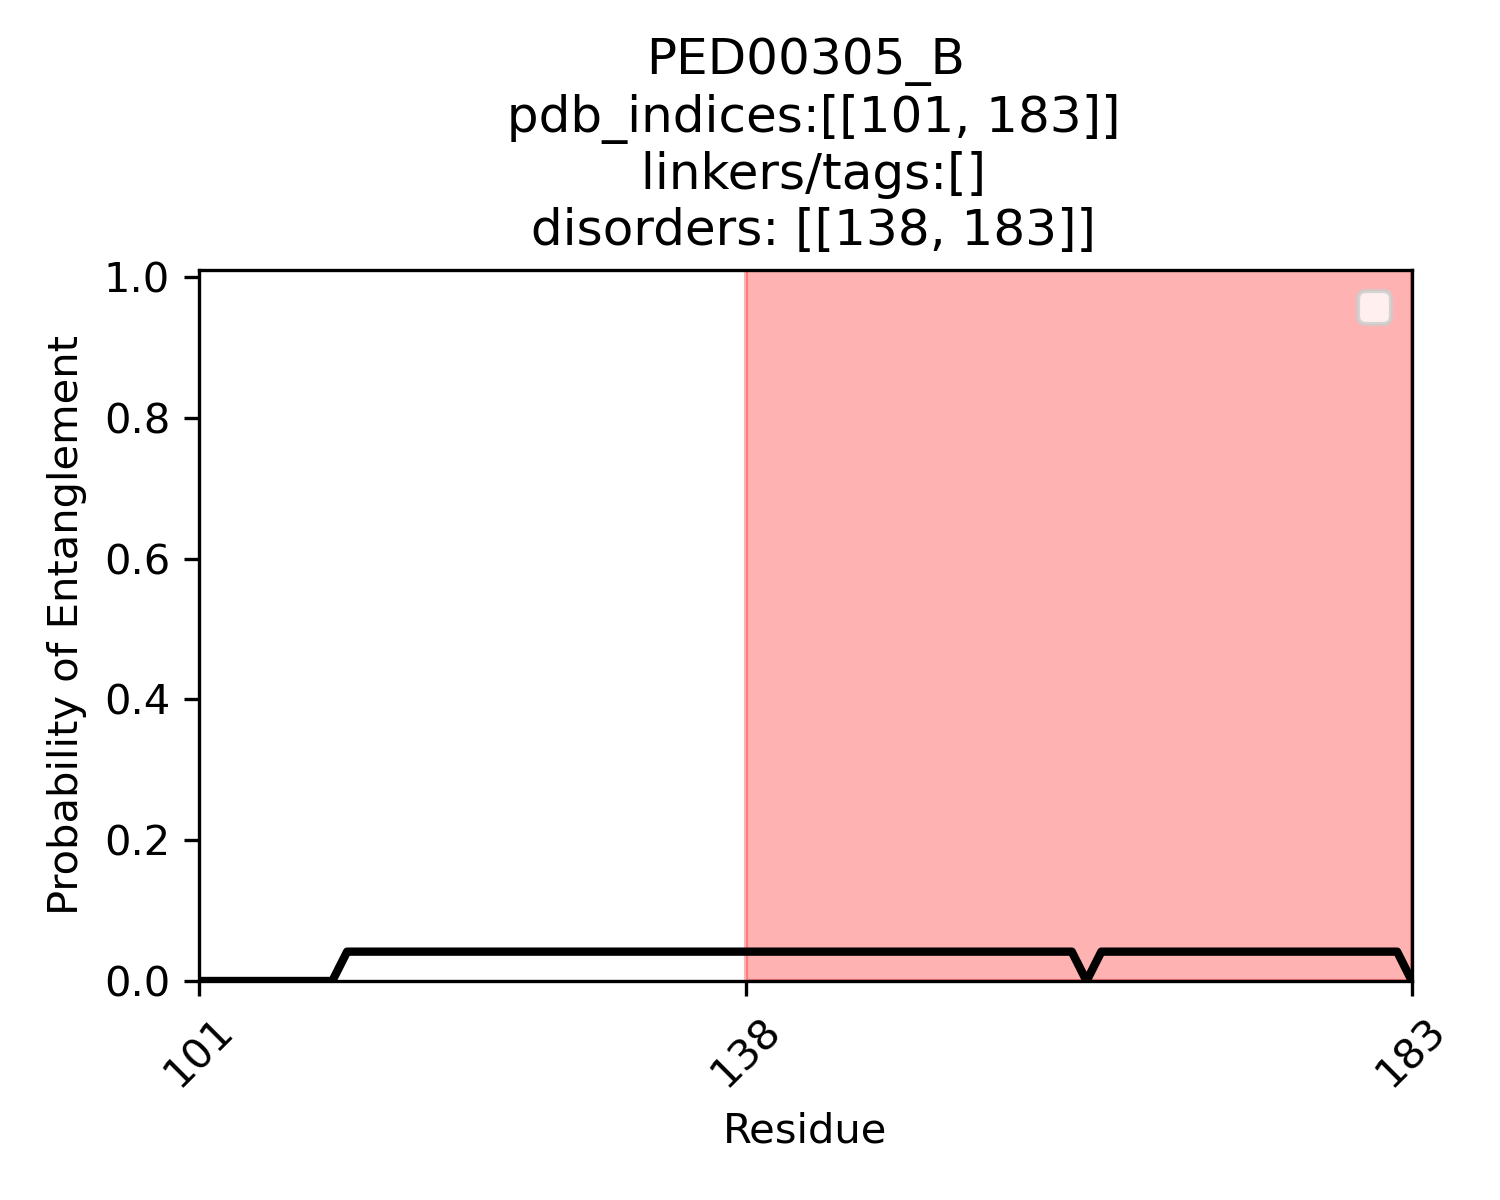 PED00305_B
pdb_indices:[[101, 183]]
linkers/tags:[]
disorders: [[138, 183]]
1.0
0.8
0.6
0.4
0.2
0.0
Probability of Entanglement
101
138
183
Residue